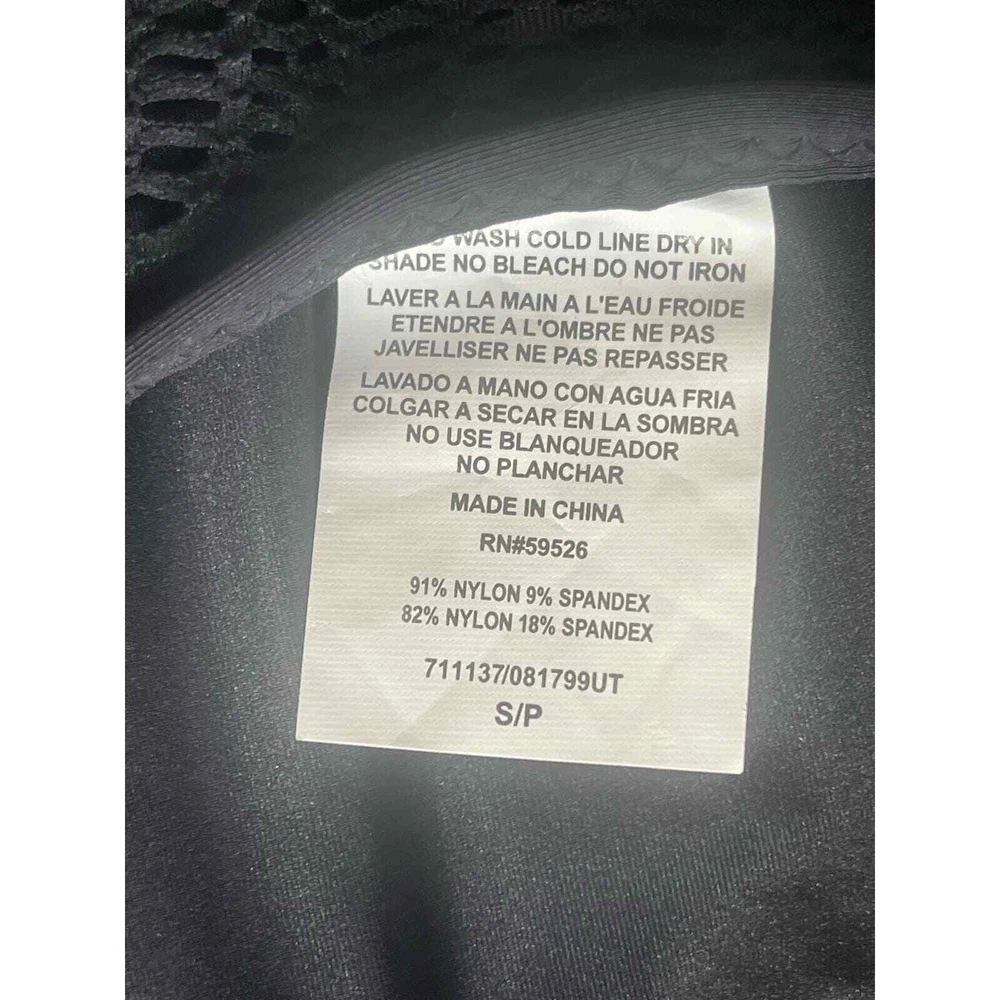 WASH COLD LINE DRY IN
SHADE NO BLEACH DO NOT IRON
LAVER A LA MAIN A L'EAU FROIDE
ETENDRE A L'OMBRE NE PAS
JAVELLISER NE PAS REPASSER
LAVADO A MANO CON AGUA FRIA
COLGAR A SECAR EN LA SOMBRA
NO USE BLANQUEADOR
NO PLANCHAR
MADE IN CHINA
RN#59526
91% NYLON 9% SPANDEX
82% NYLON 18% SPANDEX
711137/081799UT
S/P